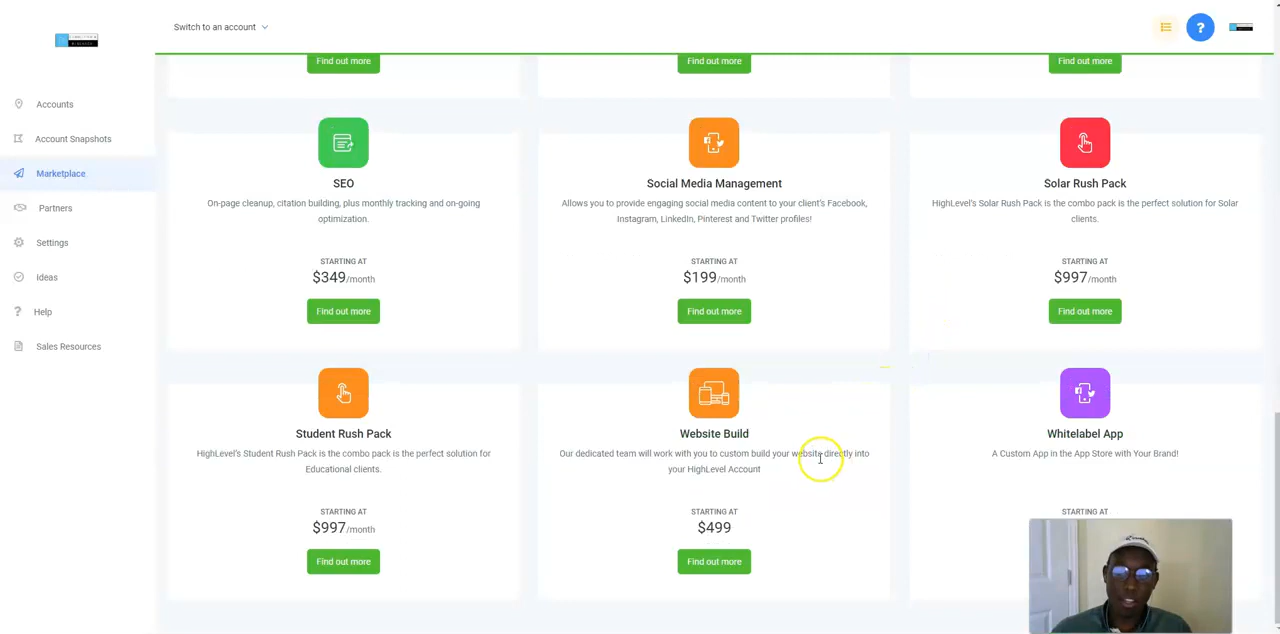 Switch to an account
?
Accounts
Account Snapshots
Marketplace
Partners
Settings
Ideas
? Help
Sales Resources
Find out more
Find out more
Find out more
SEO
On-page cleanup, citation building, plus monthly tracking and on-going
optimization.
STARTING AT
$349/month
Find out more
Social Media Management
Allows you to provide engaging social media content to your client's Facebook,
Instagram, LinkedIn, Pinterest and Twitter profiles!
STARTING AT
$199/month
Find out more
Solar Rush Pack
HighLevel's Solar Rush Pack is the combo pack is the perfect solution for Solar
clients.
STARTING AT
$997/month
Find out more
Student Rush Pack
HighLevel's Student Rush Pack is the combo pack is the perfect solution for
Educational clients.
STARTING AT
$997/month
Find out more
Website Build
Our dedicated team will work with you to custom build your website directly into
your HighLevel Account
STARTING AT
$499
Find out more
Whitelabel App
A Custom App in the App Store with Your Brand!
STARTING AT